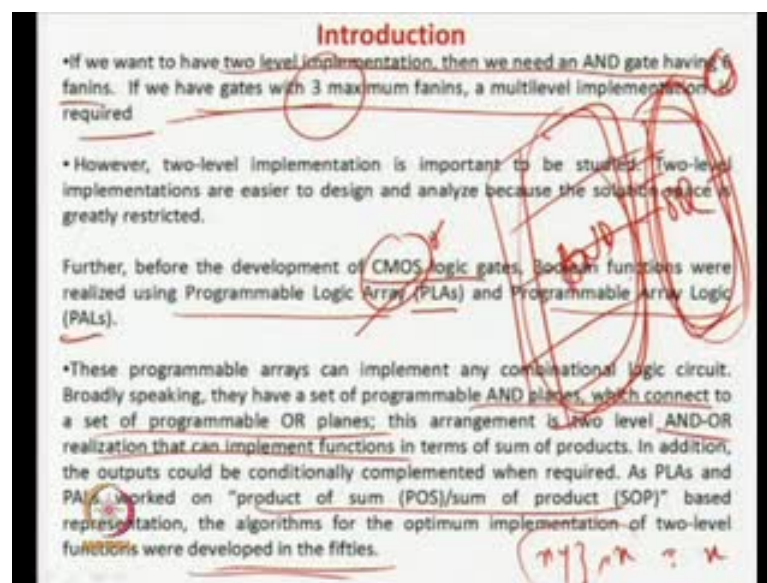 Introduction
•If we want to have two level implementation, then we need an AND gate having 6
fanins. If we have gates with 3 maximum fanins, a multilevel implementation is
required
• However, two-level implementation is important to be studied. Two-level
implementations are easier to design and analyze because the solution space is
greatly restricted.
Further, before the development of CMOS logic gates, Boolean functions were
realized using Programmable Logic Array (PLAs) and Programmable Array Logic
(PALs).
•These programmable arrays can implement any combinational logic circuit.
Broadly speaking, they have a set of programmable AND planes, which connect to
a set of programmable OR planes; this arrangement is two level AND-OR
realization that can implement functions in terms of sum of products. In addition,
the outputs could be conditionally complemented when required. As PLAs and
PALs worked on "product of sum (POS)/sum of product (SOP)" based
representation, the algorithms for the optimum implementation of two-level
functions were developed in the fifties.
AND
OR